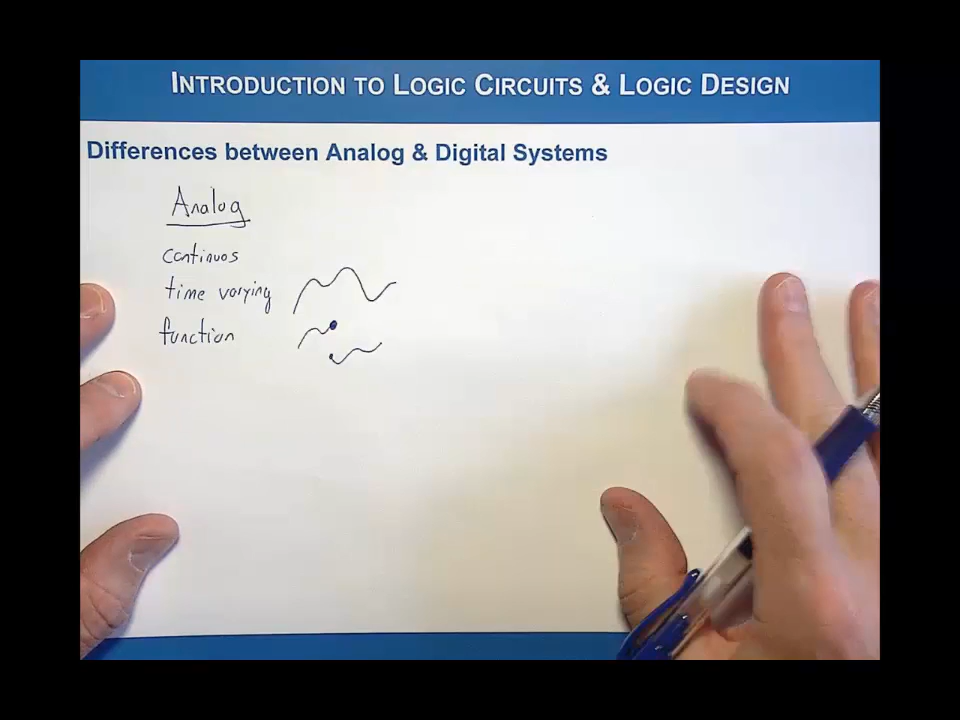 INTRODUCTION TO LOGIC CIRCUITS & LOGIC DESIGN
Differences between Analog & Digital Systems
Analog
continuos
time varying
function